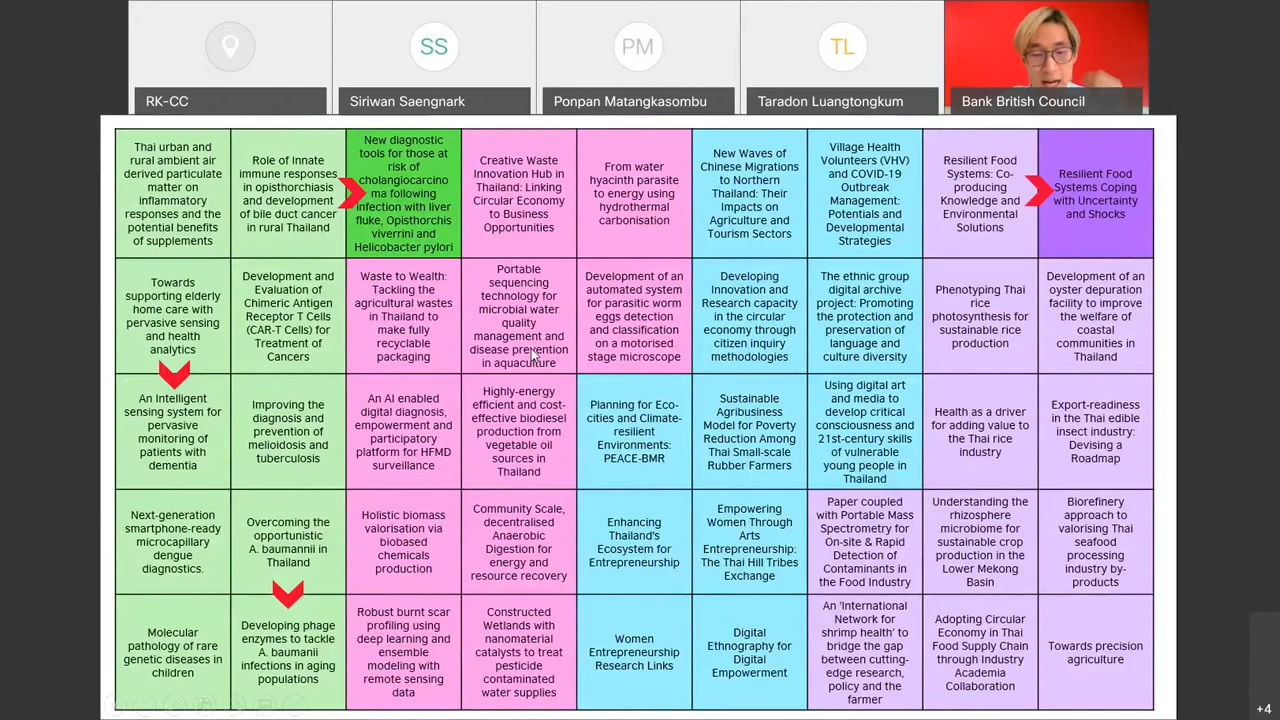 SS
PM
TL
RK-CC
Siriwan Saengnark
Ponpan Matangkasombu
Taradon Luangtongkum
Bank British Council
Thai urban and
rural ambient air
derived particulate
matter on
inflammatory
responses and the
potential benefits
of supplements
Role of Innate
immune responses
in opisthorchiasis
and development
of bile duct cancer
in rural Thailand
New diagnostic
tools for those at
risk of
cholangiocarcino
ma following
infection with liver
fluke, Opisthorchis
viverrini and
Helicobacter pylori
Creative Waste
Innovation Hub in
Thailand: Linking
Circular Economy
to Business
Opportunities
From water
hyacinth parasite
to energy using
hydrothermal
carbonisation
New Waves of
Chinese Migrations
to Northern
Thailand: Their
Impacts on
Agriculture and
Tourism Sectors
Village Health
Volunteers (VHV)
and COVID-19
Outbreak
Management:
Potentials and
Developmental
Strategies
Resilient Food
Systems: Co-
producing
Knowledge and
Environmental
Solutions
Resilient Food
Systems Coping
with Uncertainty
and Shocks
Towards
supporting elderly
home care with
pervasive sensing
and health
analytics
Development and
Evaluation of
Chimeric Antigen
Receptor T Cells
(CAR-T Cells) for
Treatment of
Cancers
Waste to Wealth:
Tackling the
agricultural wastes
in Thailand to
make fully
recyclable
packaging
Portable
sequencing
technology for
microbial water
quality
management and
disease prevention
in aquaculture
Development of an
automated system
for parasitic worm
eggs detection
and classification
on a motorised
stage microscope
Developing
Innovation and
Research capacity
in the circular
economy through
citizen inquiry
methodologies
The ethnic group
digital archive
project: Promoting
the protection and
preservation of
language and
culture diversity
Phenotyping Thai
rice
photosynthesis for
sustainable rice
production
Development of an
oyster depuration
facility to improve
the welfare of
coastal
communities in
Thailand
An Intelligent
sensing system for
pervasive
monitoring of
patients with
dementia
Improving the
diagnosis and
prevention of
melioidosis and
tuberculosis
An AI enabled
digital diagnosis,
empowerment and
participatory
platform for HFMD
surveillance
Highly-energy
efficient and cost-
effective biodiesel
production from
vegetable oil
sources in
Thailand
Planning for Eco-
cities and Climate-
resilient
Environments:
PEACE-BMR
Sustainable
Agribusiness
Model for Poverty
Reduction Among
Thai Small-scale
Rubber Farmers
Using digital art
and media to
develop critical
consciousness and
21st-century skills
of vulnerable
young people in
Thailand
Health as a driver
for adding value to
the Thai rice
industry
Export-readiness
in the Thai edible
insect industry:
Devising a
Roadmap
Next-generation
smartphone-ready
microcapillary
dengue
diagnostics.
Overcoming the
opportunistic
A. baumannii in
Thailand
Holistic biomass
valorisation via
biobased
chemicals
production
Community Scale,
decentralised
Anaerobic
Digestion for
energy and
resource recovery
Enhancing
Thailand's
Ecosystem for
Entrepreneurship
Empowering
Women Through
Arts
Entrepreneurship:
The Thai Hill Tribes
Exchange
Paper coupled
with Portable Mass
Spectrometry for
On-site & Rapid
Detection of
Contaminants in
the Food Industry
Understanding the
rhizosphere
microbiome for
sustainable crop
production in the
Lower Mekong
Basin
Biorefinery
approach to
valorising Thai
seafood
processing
industry by-
products
Molecular
pathology of rare
genetic diseases in
children
Developing phage
enzymes to tackle
A. baumanii
infections in aging
populations
Robust burnt scar
profiling using
deep learning and
ensemble
modeling with
remote sensing
data
Constructed
Wetlands with
nanomaterial
catalysts to treat
pesticide
contaminated
water supplies
Women
Entrepreneurship
Research Links
Digital
Ethnography for
Digital
Empowerment
An 'International
Network for
shrimp health' to
bridge the gap
between cutting-
edge research,
policy and the
farmer
Adopting Circular
Economy in Thai
Food Supply Chain
through Industry
Academia
Collaboration
Towards precision
agriculture
+4